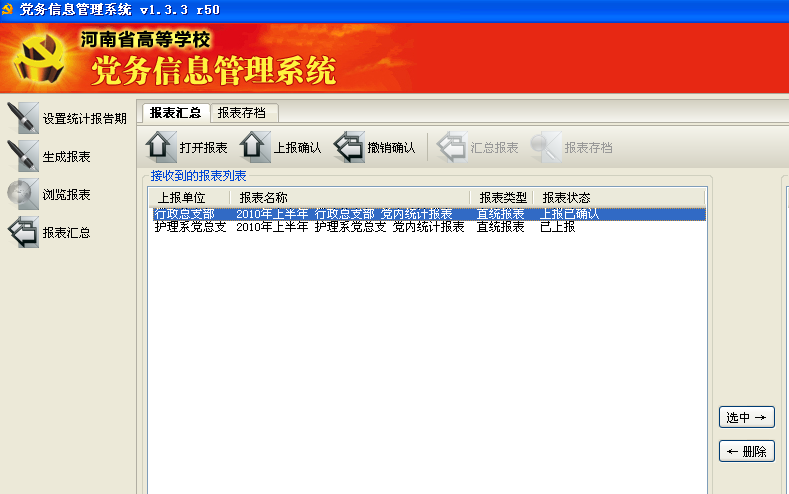 党务信息管理系统 v1.3.3 r50
河南省高等学校
党务信息管理系统
设置统计报告期
生成报表
浏览报表
报表汇总
报表汇总 报表存档
打开报表 上报确认 撤销确认 汇总报表 报表存档
接收到的报表列表
上报单位 报表名称 报表类型 报表状态
行政总支部 2010年上半年 行政总支部 党内统计报表 直统报表 上报已确认
护理系党总支 2010年上半年 护理系党总支 党内统计报表 直统报表 已上报
选中 →
← 删除